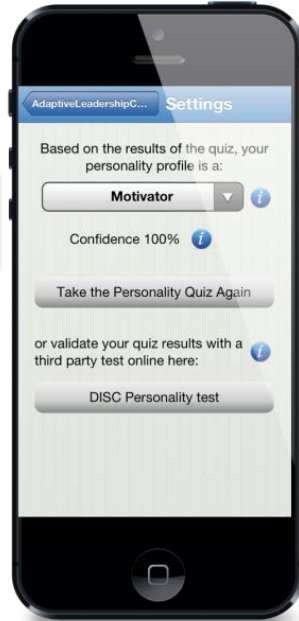 AdaptiveLeadershipC... Settings
Based on the results of the quiz, your
personality profile is a:
Motivator
Confidence 100%
Take the Personality Quiz Again
or validate your quiz results with a
third party test online here:
DISC Personality test